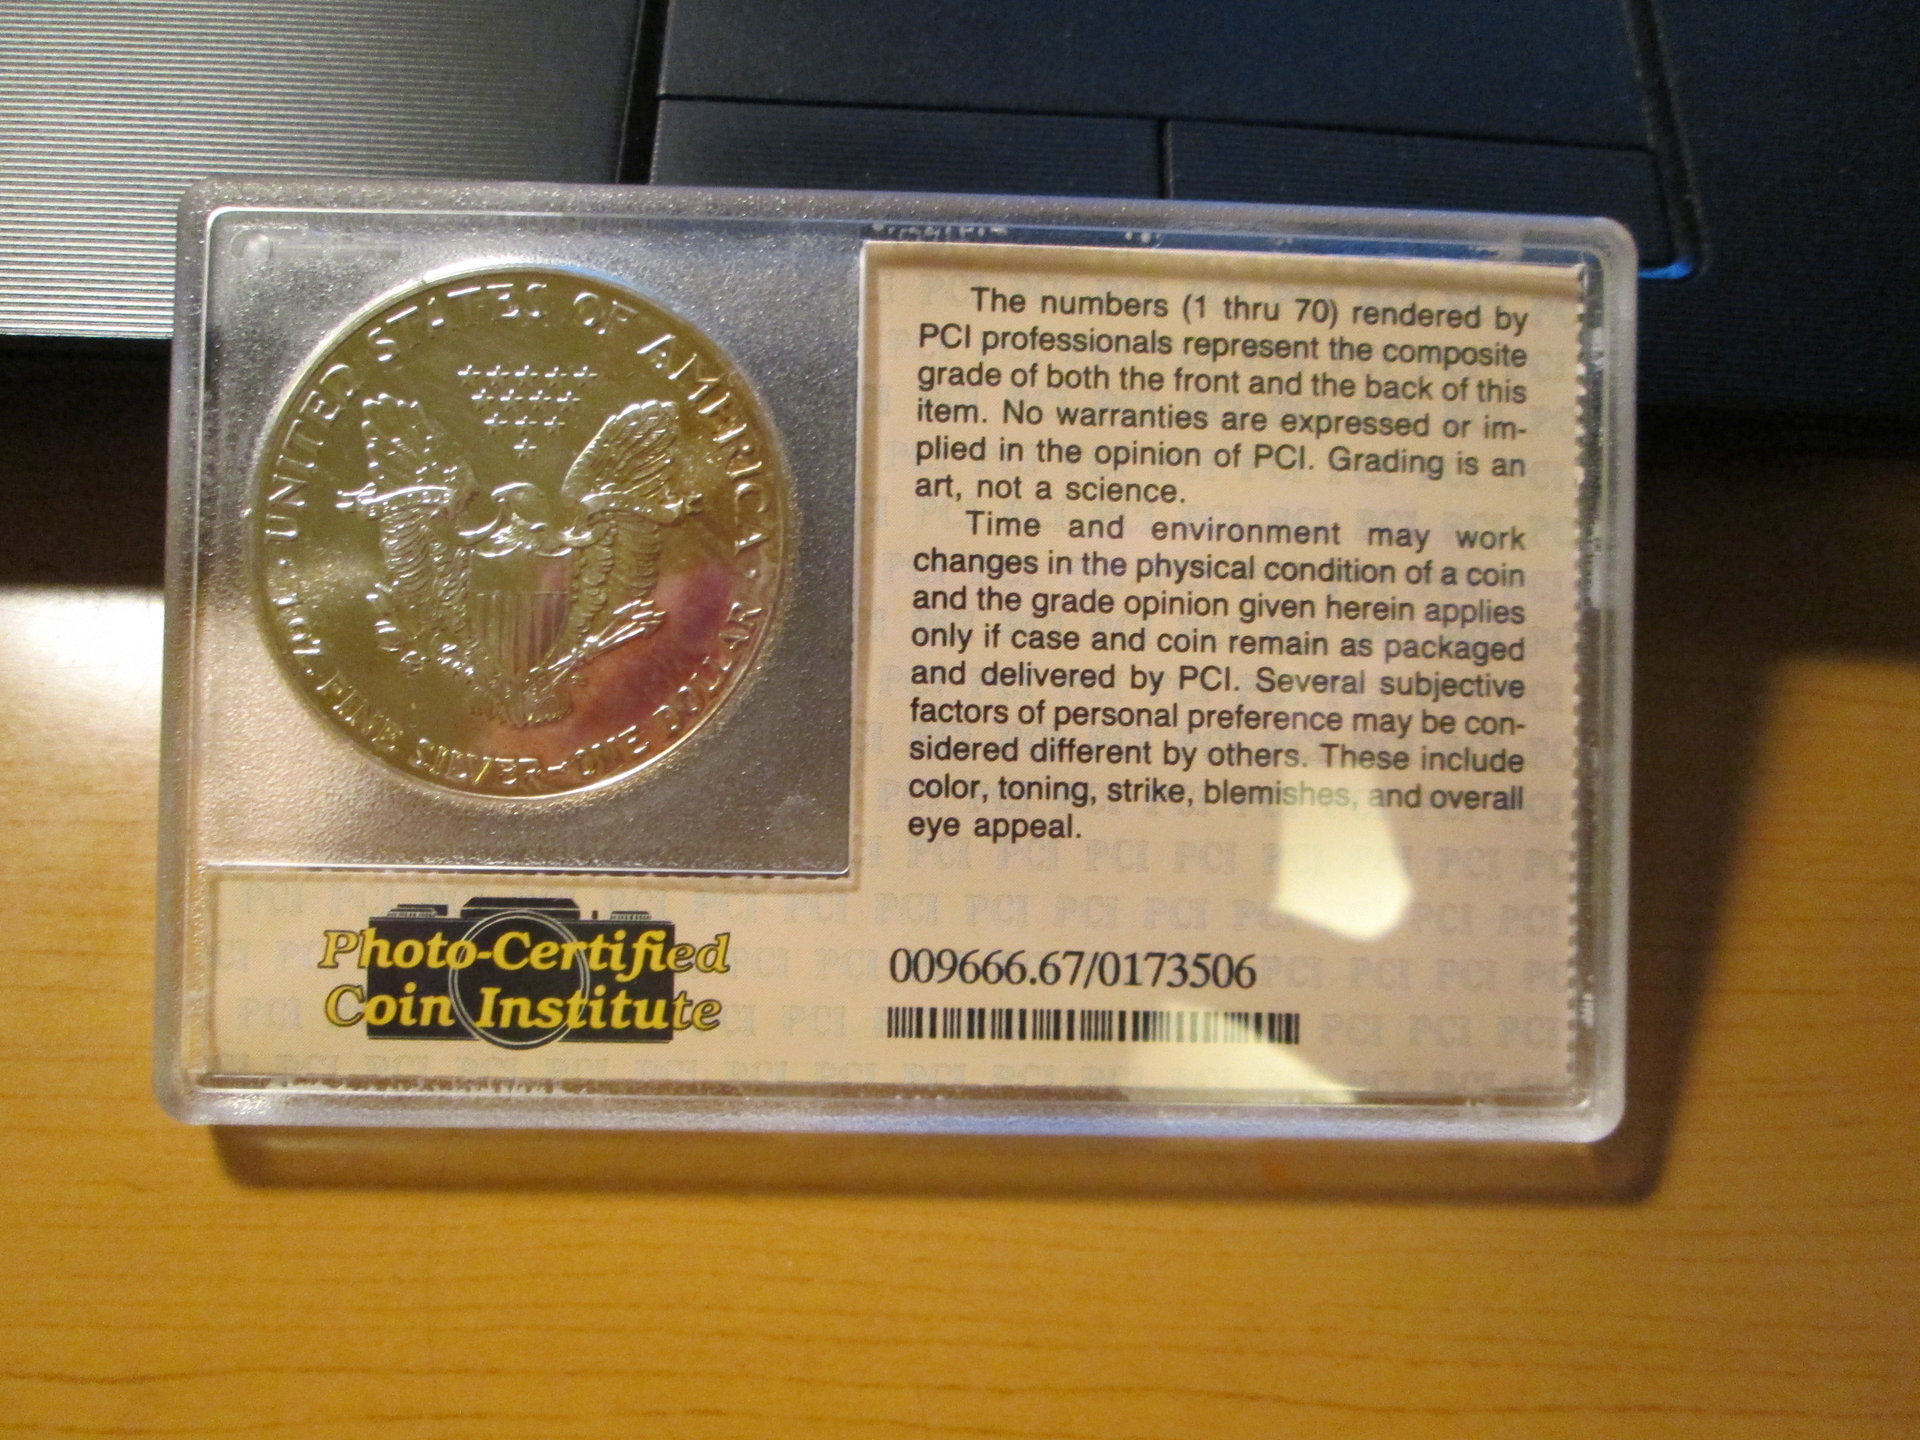 UNITED STATES OF AMERICA
1 OZ. FINE SILVER–ONE DOLLAR
The numbers (1 thru 70) rendered by
PCI professionals represent the composite
grade of both the front and the back of this
item. No warranties are expressed or im-
plied in the opinion of PCI. Grading is an
art, not a science.
Time and environment may work
changes in the physical condition of a coin
and the grade opinion given herein applies
only if case and coin remain as packaged
and delivered by PCI. Several subjective
factors of personal preference may be con-
sidered different by others. These include
color, toning, strike, blemishes, and overall
eye appeal.
Photo-Certified
Coin Institute
009666.67/0173506